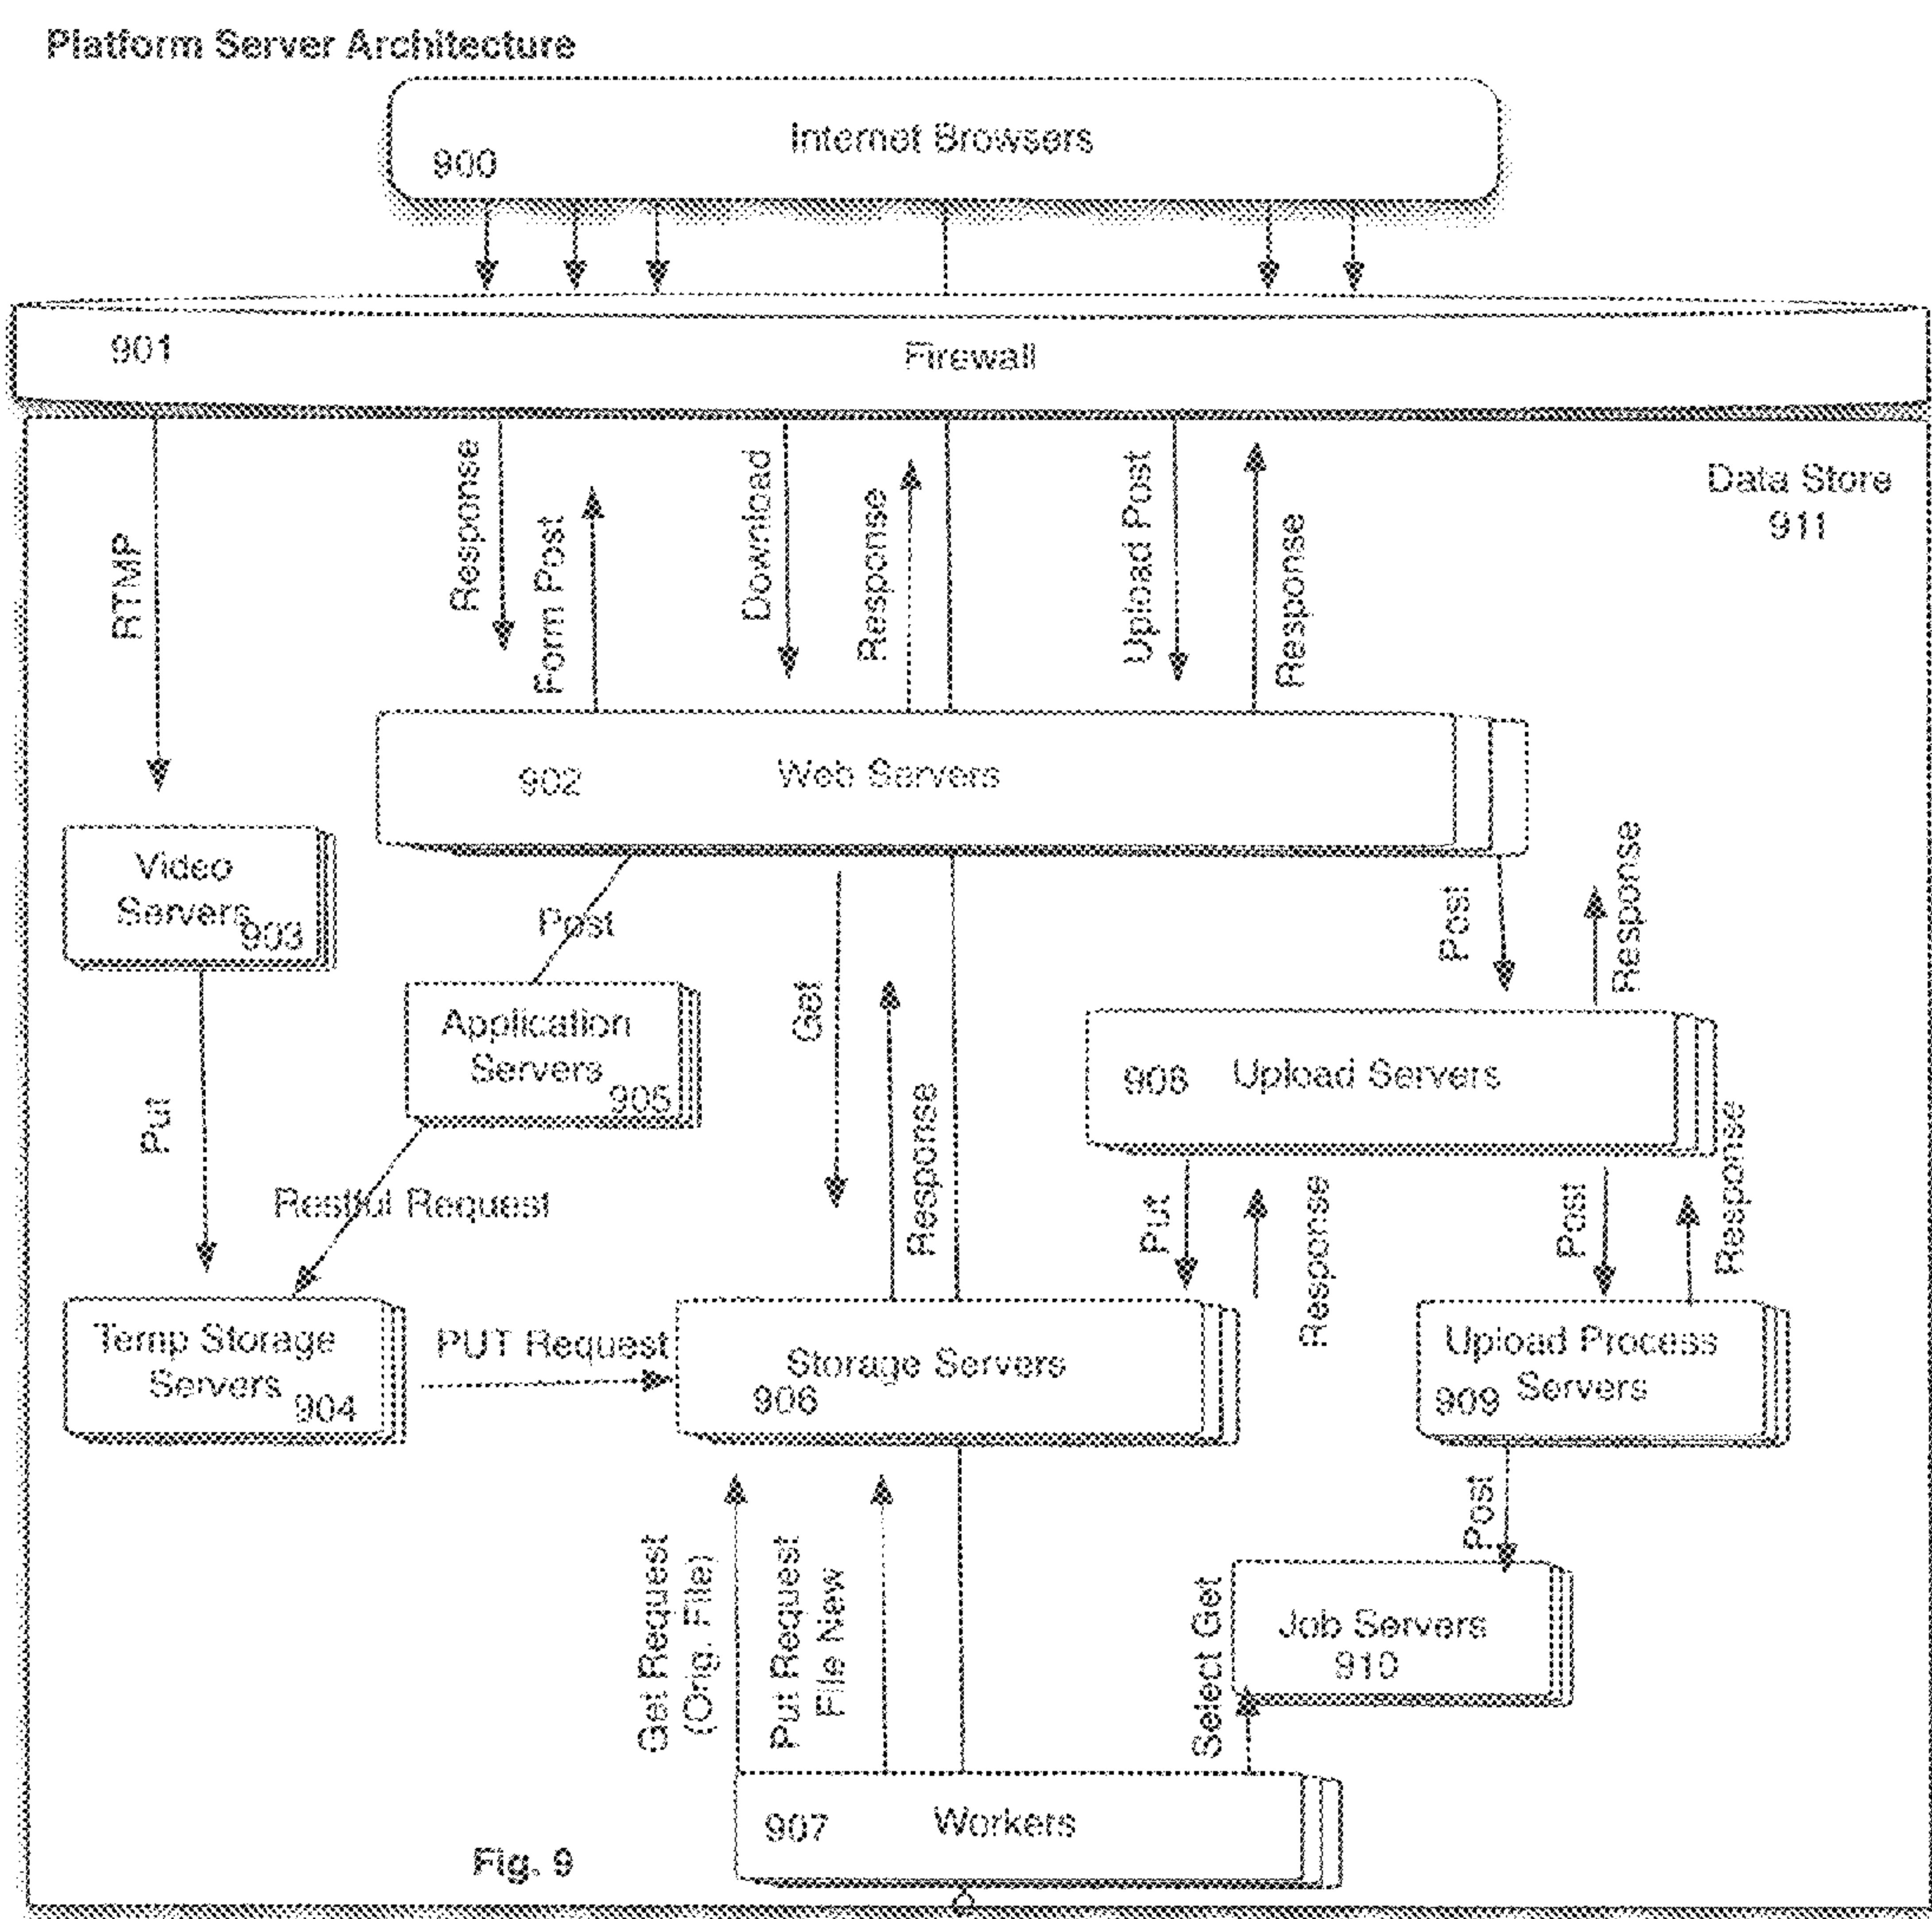 Platform Server Architecture
Internet Browsers
900
901
Firewall
Data Store
911
RTMP
Response
Form Post
Download
Response
Upload Post
Response
902
Web Servers
Video
Servers
903
Post
Get
Response
Post
Response
Application
Servers
905
908
Upload Servers
Put
Restful Request
Put
Response
Post
Response
Temp Storage
Servers
904
PUT Request
Storage Servers
906
Upload Process
Servers
909
Post
Get Request
(Orig. File)
Put Request
File New
Select Get
Job Servers
910
907
Workers
Fig. 9